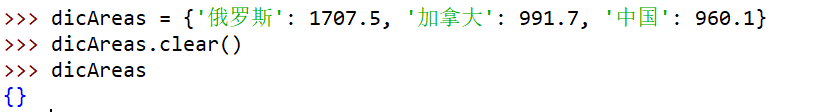 >>> dicAreas = {'俄罗斯': 1707.5, '加拿大': 991.7, '中国': 960.1}
>>> dicAreas.clear()
>>> dicAreas
{}